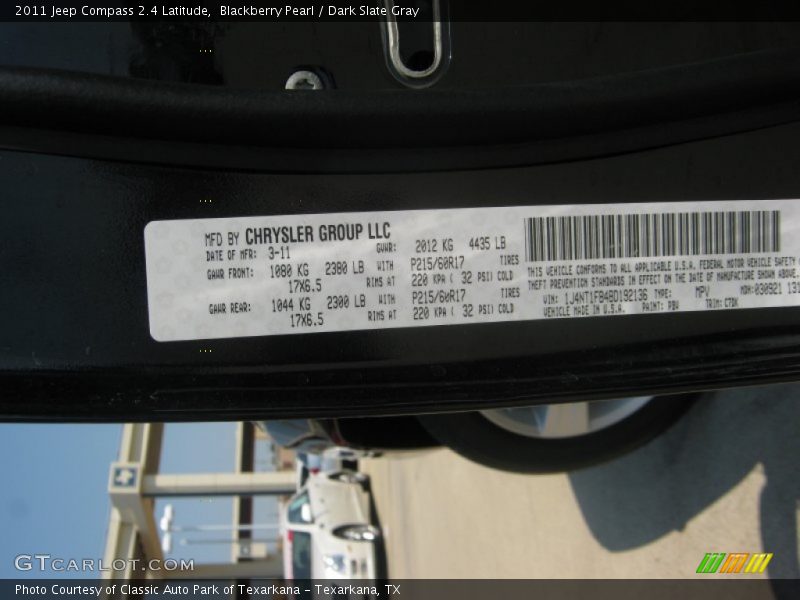 2011 Jeep Compass 2.4 Latitude, Blackberry Pearl / Dark Slate Gray
MFD BY CHRYSLER GROUP LLC
DATE OF MFR: 3-11 GVWR: 2012 KG 4435 LB
GAWR FRONT: 1080 KG 2380 LB WITH P215/60R17 TIRES
17X6.5 RIMS AT 220 KPA ( 32 PSI) COLD
GAWR REAR: 1044 KG 2300 LB WITH P215/60R17 TIRES
17X6.5 RIMS AT 220 KPA ( 32 PSI) COLD
THIS VEHICLE CONFORMS TO ALL APPLICABLE U.S.A. FEDERAL MOTOR VEHICLE SAFETY
THEFT PREVENTION STANDARDS IN EFFECT ON THE DATE OF MANUFACTURE SHOWN ABOVE.
VIN: 1J4NT1FB4BD192136 TYPE: MPV MDH: 030921 131
VEHICLE MADE IN U.S.A. PAINT: PBV TRIM: C7DX
GTCARLOT.COM
Photo Courtesy of Classic Auto Park of Texarkana – Texarkana, TX